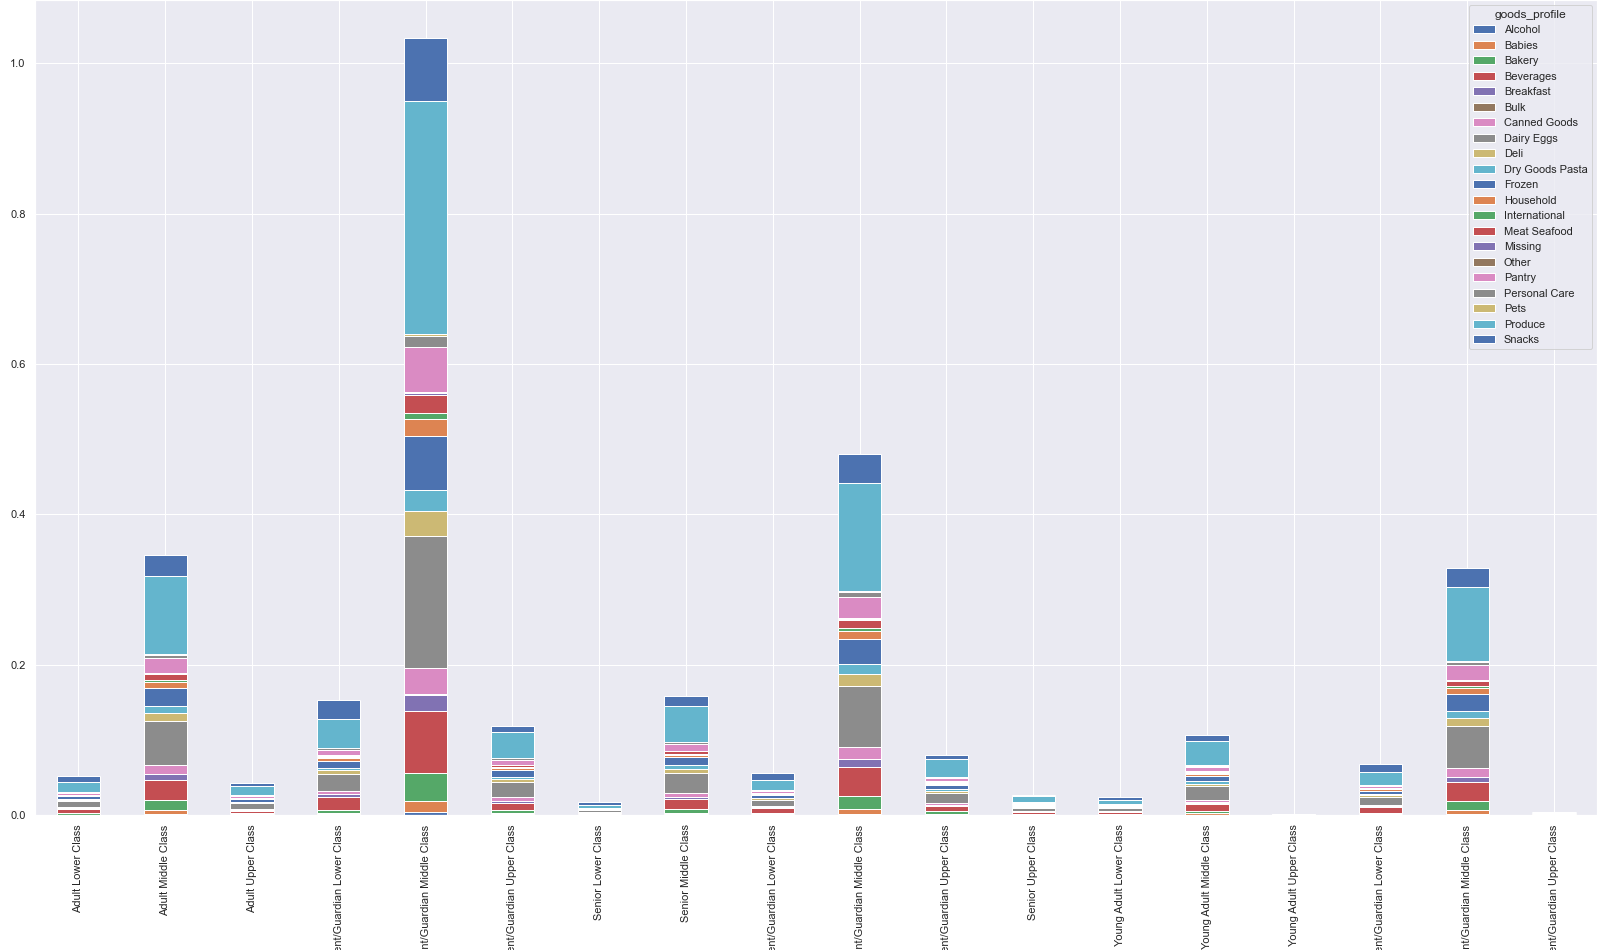 goods_profile
Alcohol
Babies
Bakery
Beverages
Breakfast
Bulk
Canned Goods
Dairy Eggs
Deli
Dry Goods Pasta
Frozen
Household
International
Meat Seafood
Missing
Other
Pantry
Personal Care
Pets
Produce
Snacks
1.0
0.8
0.6
0.4
0.2
0.0
Adult Lower Class
Adult Middle Class
Adult Upper Class
ent/Guardian Lower Class
ent/Guardian Middle Class
ent/Guardian Upper Class
Senior Lower Class
Senior Middle Class
ent/Guardian Lower Class
ent/Guardian Middle Class
ent/Guardian Upper Class
Senior Upper Class
Young Adult Lower Class
Young Adult Middle Class
Young Adult Upper Class
ent/Guardian Lower Class
ent/Guardian Middle Class
ent/Guardian Upper Class